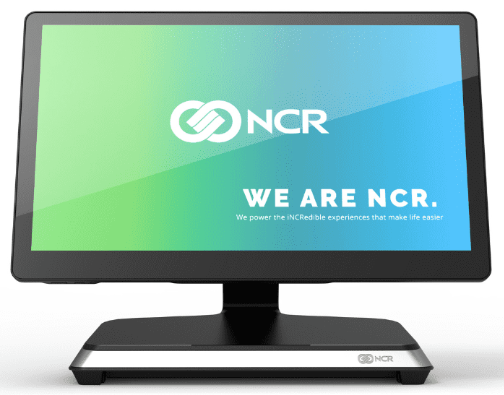 NCR
WE ARE NCR.
We power the iNCRedible experiences that make life easier
NCR